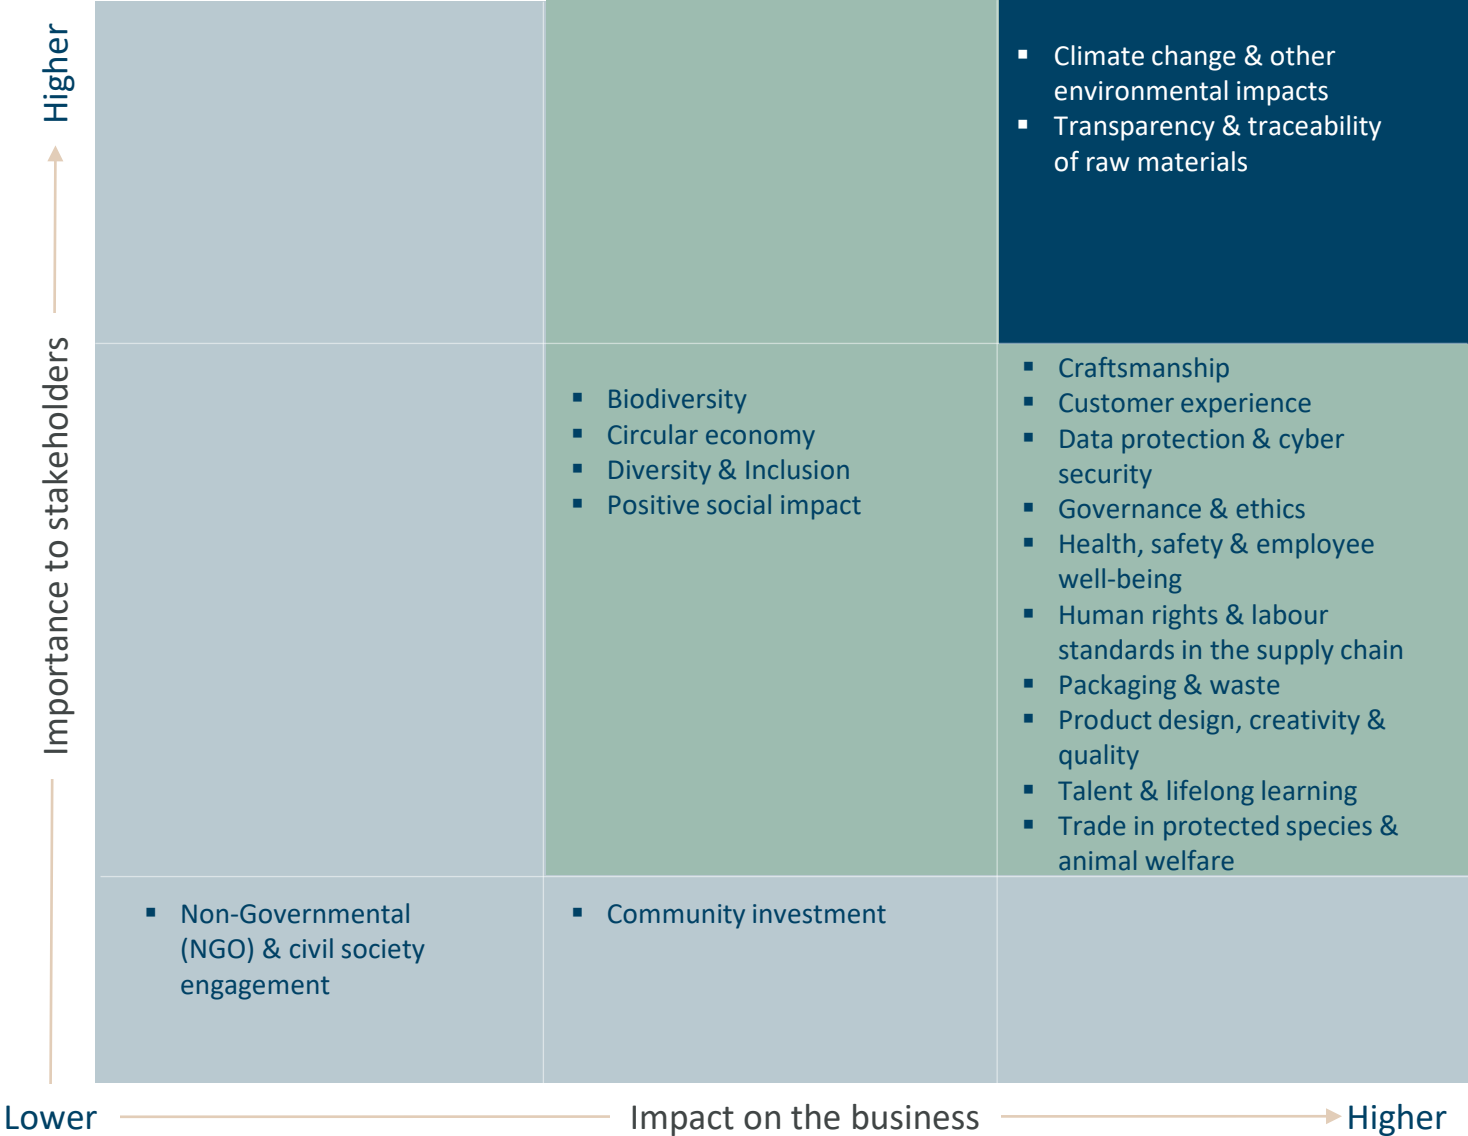 Higher
Importance to stakeholders
▪ Climate change & other
environmental impacts
▪ Transparency & traceability
of raw materials
▪ Biodiversity
▪ Circular economy
▪ Diversity & Inclusion
▪ Positive social impact
▪ Craftsmanship
▪ Customer experience
▪ Data protection & cyber
security
▪ Governance & ethics
▪ Health, safety & employee
well-being
▪ Human rights & labour
standards in the supply chain
▪ Packaging & waste
▪ Product design, creativity &
quality
▪ Talent & lifelong learning
▪ Trade in protected species &
animal welfare
▪ Non-Governmental
(NGO) & civil society
engagement
▪ Community investment
Lower
Impact on the business
Higher